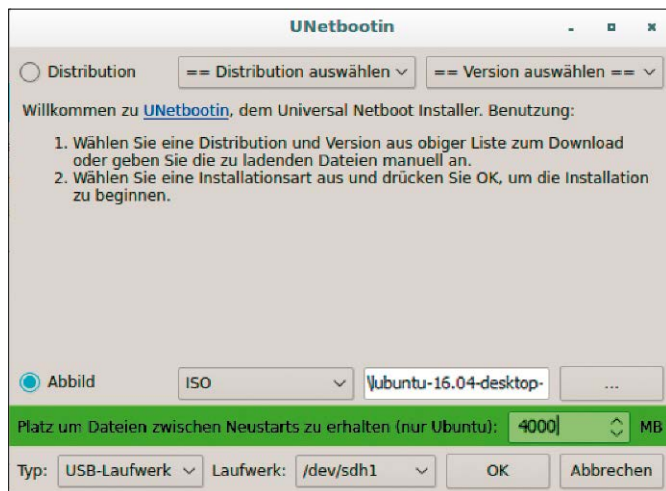 UNetbootin
Distribution == Distribution auswählen == Version auswählen ==
Willkommen zu UNetbootin, dem Universal Netboot Installer. Benutzung:
1. Wählen Sie eine Distribution und Version aus obiger Liste zum Download
oder geben Sie die zu ladenden Dateien manuell an.
2. Wählen Sie eine Installationsart aus und drücken Sie OK, um die Installation
zu beginnen.
Abbild ISO \lubuntu-16.04-desktop- ...
Platz um Dateien zwischen Neustarts zu erhalten (nur Ubuntu): 4000 MB
Typ: USB-Laufwerk Laufwerk: /dev/sdh1 OK Abbrechen